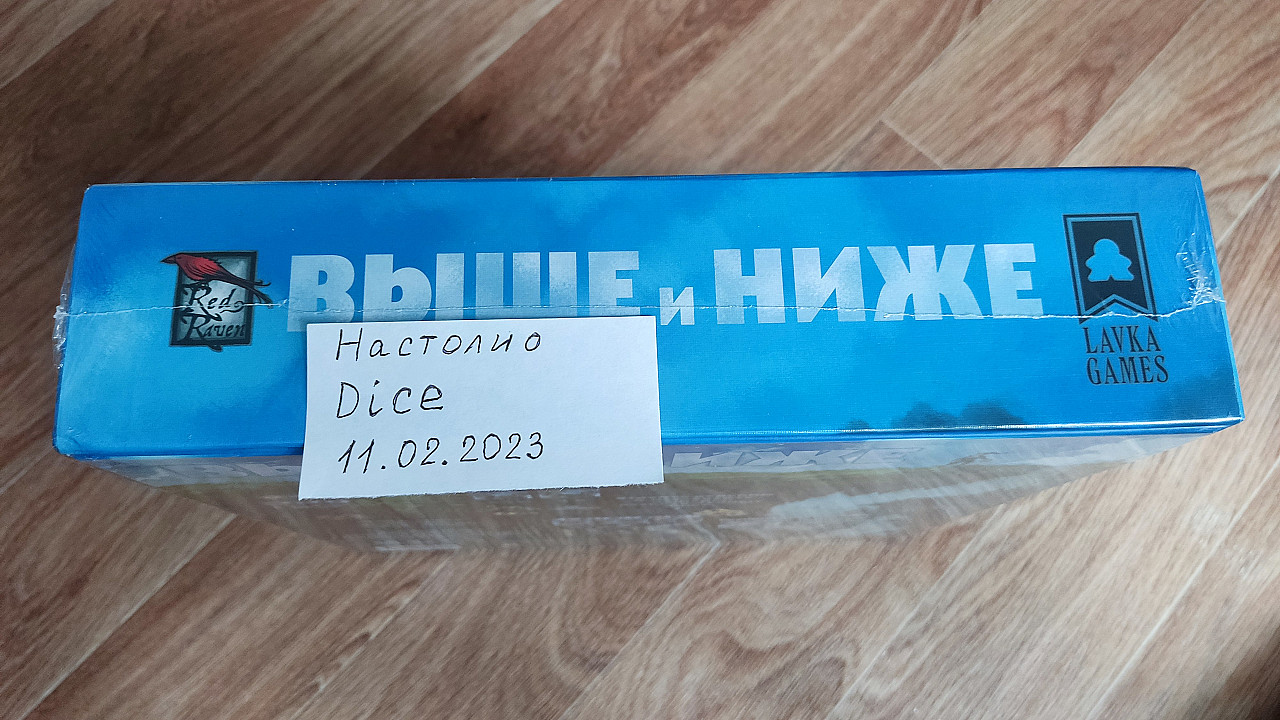 Red
Raven
ВЫШЕ и НИЖЕ
LAVKA
GAMES
Настолио
Dice
11.02.2023